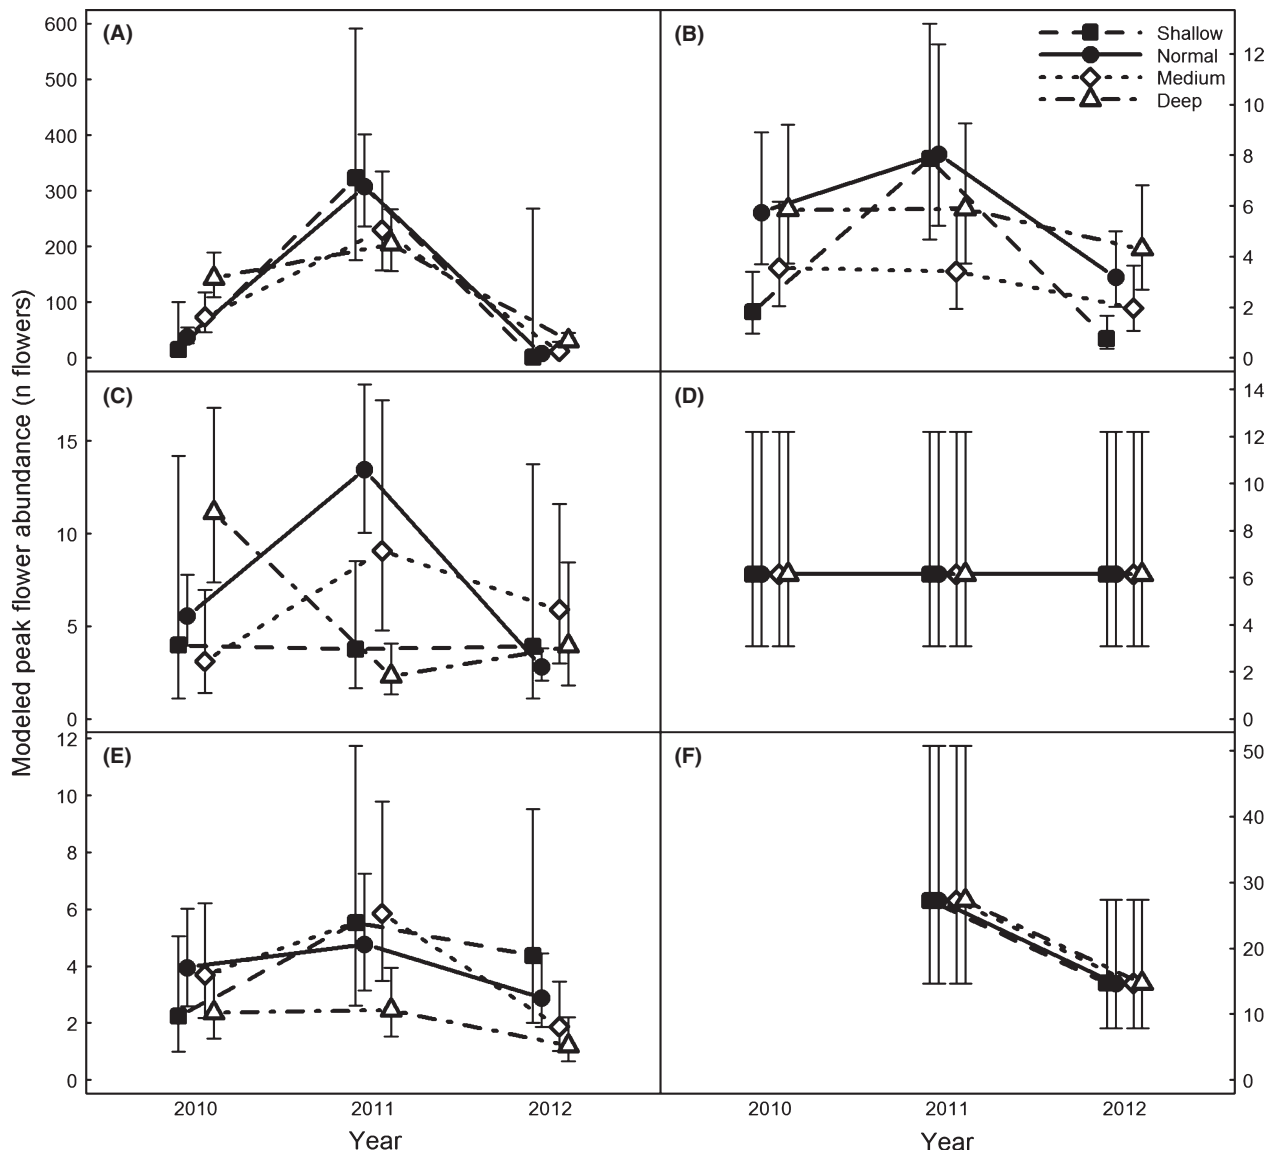 Modeled peak flower abundance (n flowers)
(A)
600
500
400
300
200
100
0
(B)
Shallow
Normal
Medium
Deep
12
10
8
6
4
2
0
(C)
15
10
5
0
(D)
14
12
10
8
6
4
2
0
(E)
12
10
8
6
4
2
0
(F)
50
40
30
20
10
0
2010 2011 2012
Year
2010 2011 2012
Year